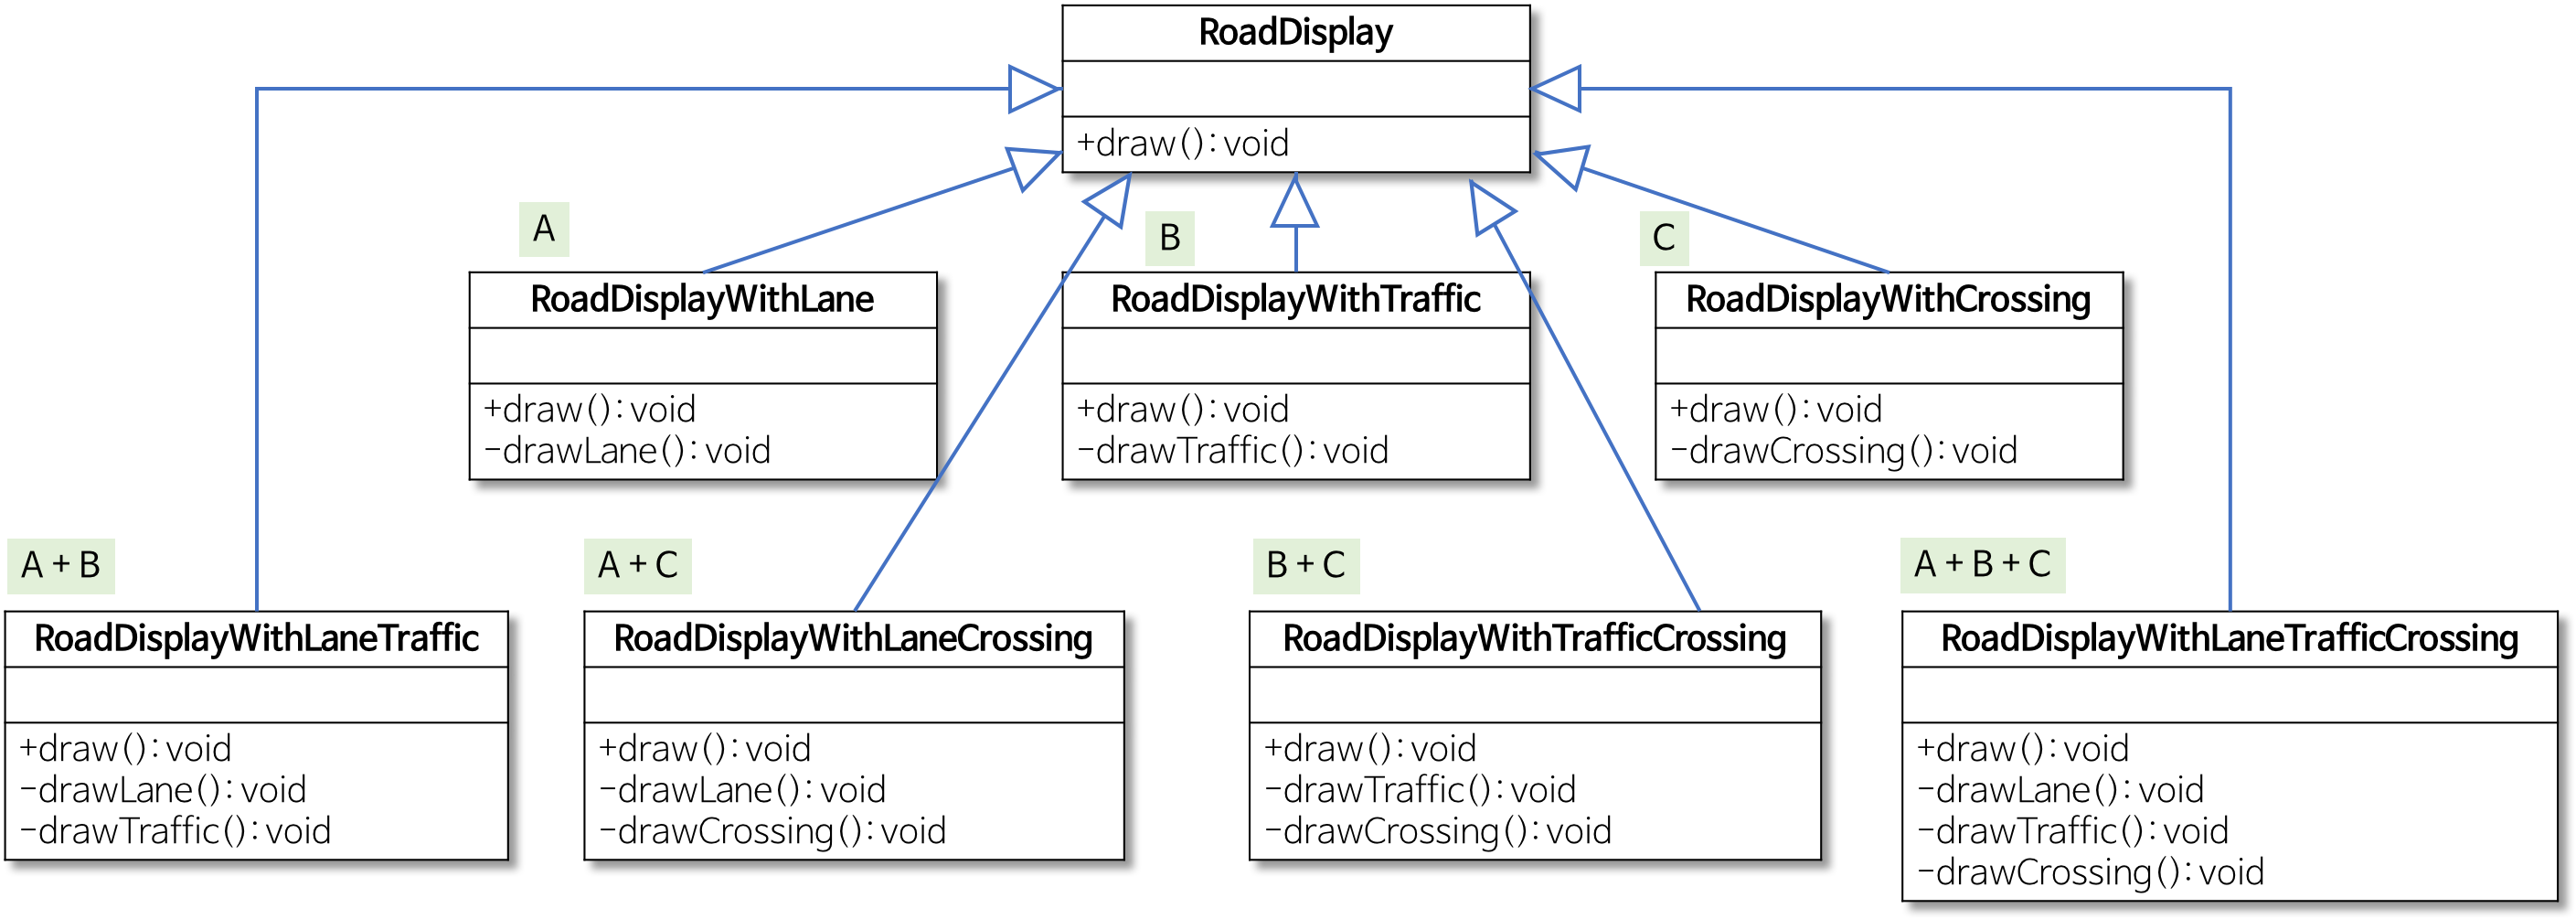 RoadDisplay
+draw(): void
A
B
C
RoadDisplayWithLane
+draw(): void
-drawLane(): void
RoadDisplayWithTraffic
+draw(): void
-drawTraffic(): void
RoadDisplayWithCrossing
+draw(): void
-drawCrossing(): void
A + B
A + C
B + C
A + B + C
RoadDisplayWithLaneTraffic
+draw(): void
-drawLane(): void
-drawTraffic(): void
RoadDisplayWithLaneCrossing
+draw(): void
-drawLane(): void
-drawCrossing(): void
RoadDisplayWithTrafficCrossing
+draw(): void
-drawTraffic(): void
-drawCrossing(): void
RoadDisplayWithLaneTrafficCrossing
+draw(): void
-drawLane(): void
-drawTraffic(): void
-drawCrossing(): void